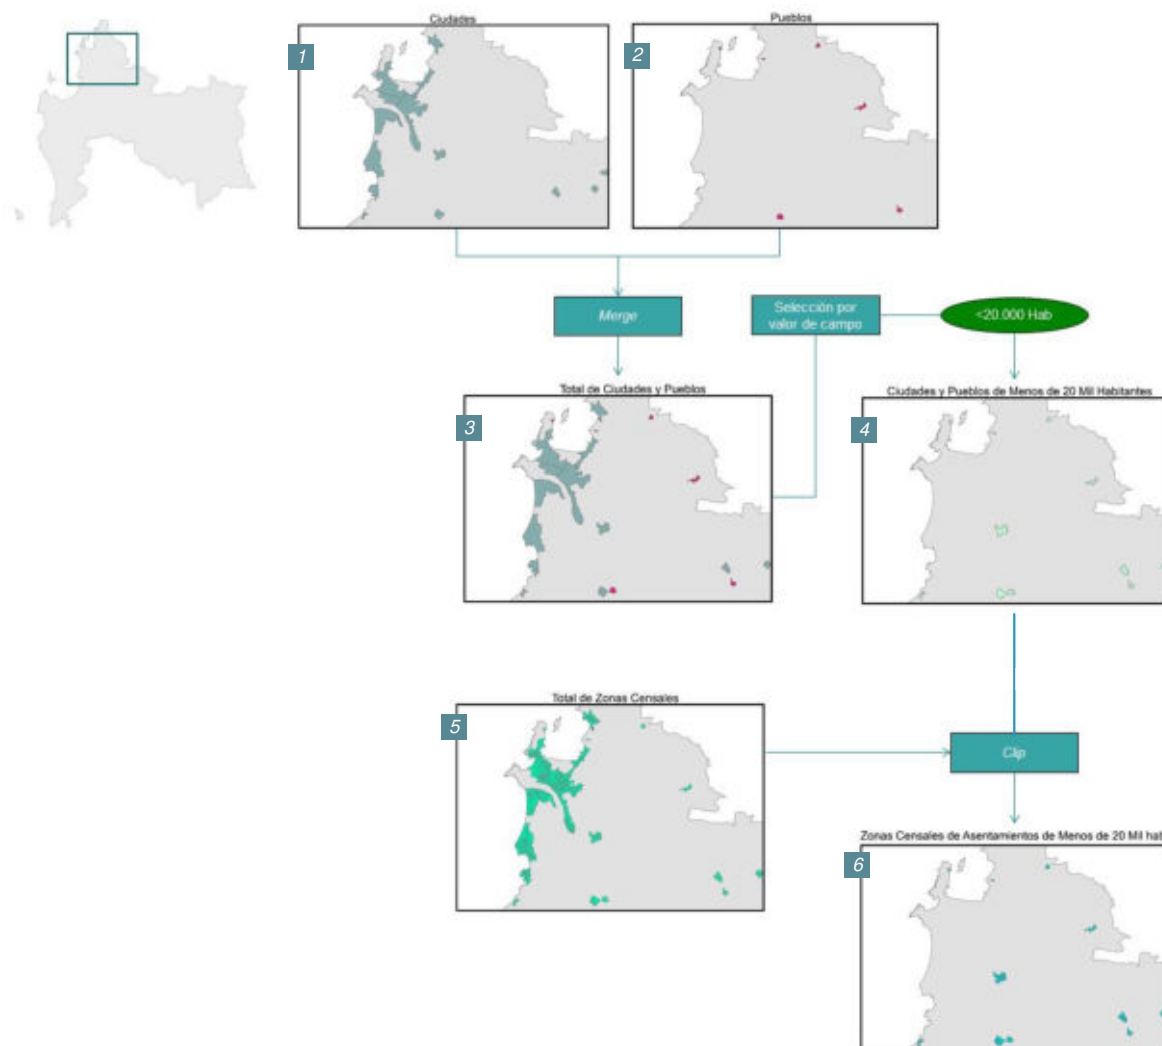 Ciudades
Pueblos
1
2
Merge
Selección por
valor de campo
<20.000 Hab
Total de Ciudades y Pueblos
Ciudades y Pueblos de Menos de 20 Mil Habitantes
3
4
Total de Zonas Censales
5
Clip
Zonas Censales de Asentamientos de Menos de 20 Mil hab
6